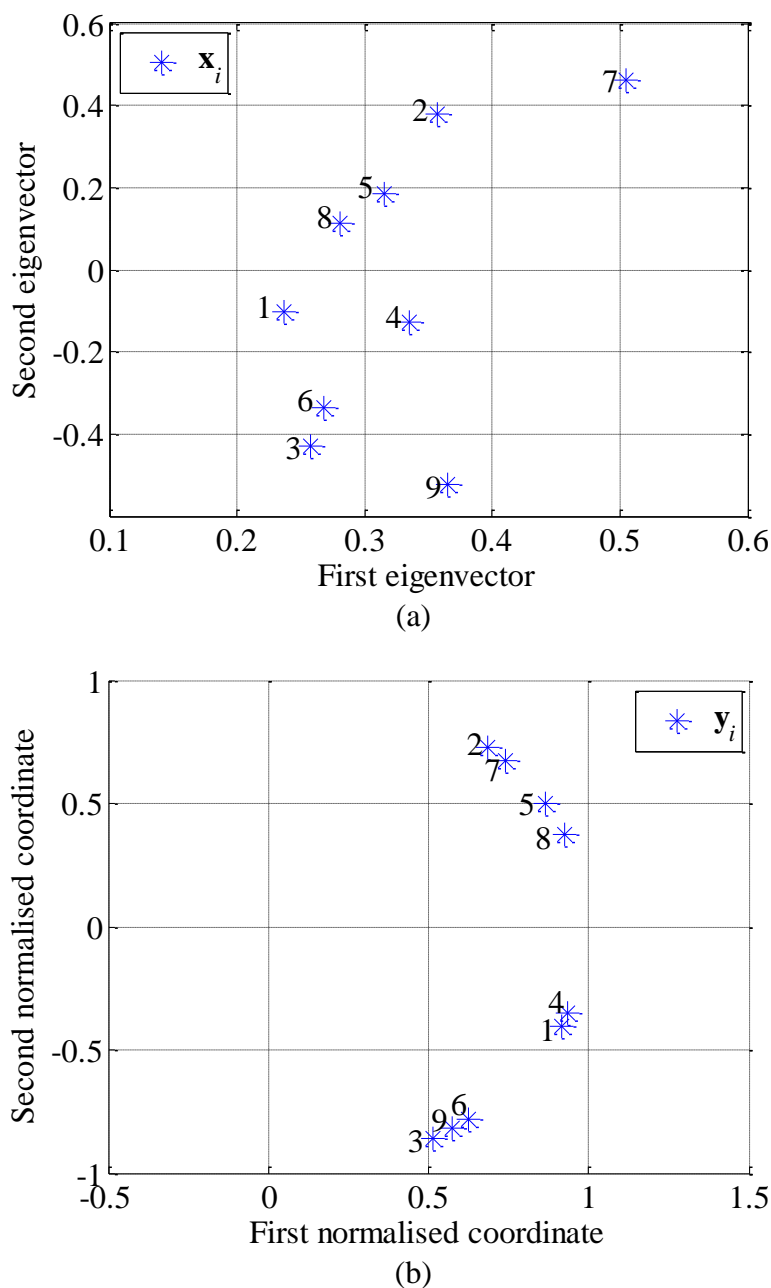 0.6
x_i
7
0.4
2
0.2
5
8
0
1
4
-0.2
6
-0.4
3
9
0.1 0.2 0.3 0.4 0.5 0.6
Second eigenvector
First eigenvector
(a)
1
y_i
2
7
0.5
5
8
0
4
1
-0.5
6
9
3
-1
-0.5 0 0.5 1 1.5
Second normalised coordinate
First normalised coordinate
(b)